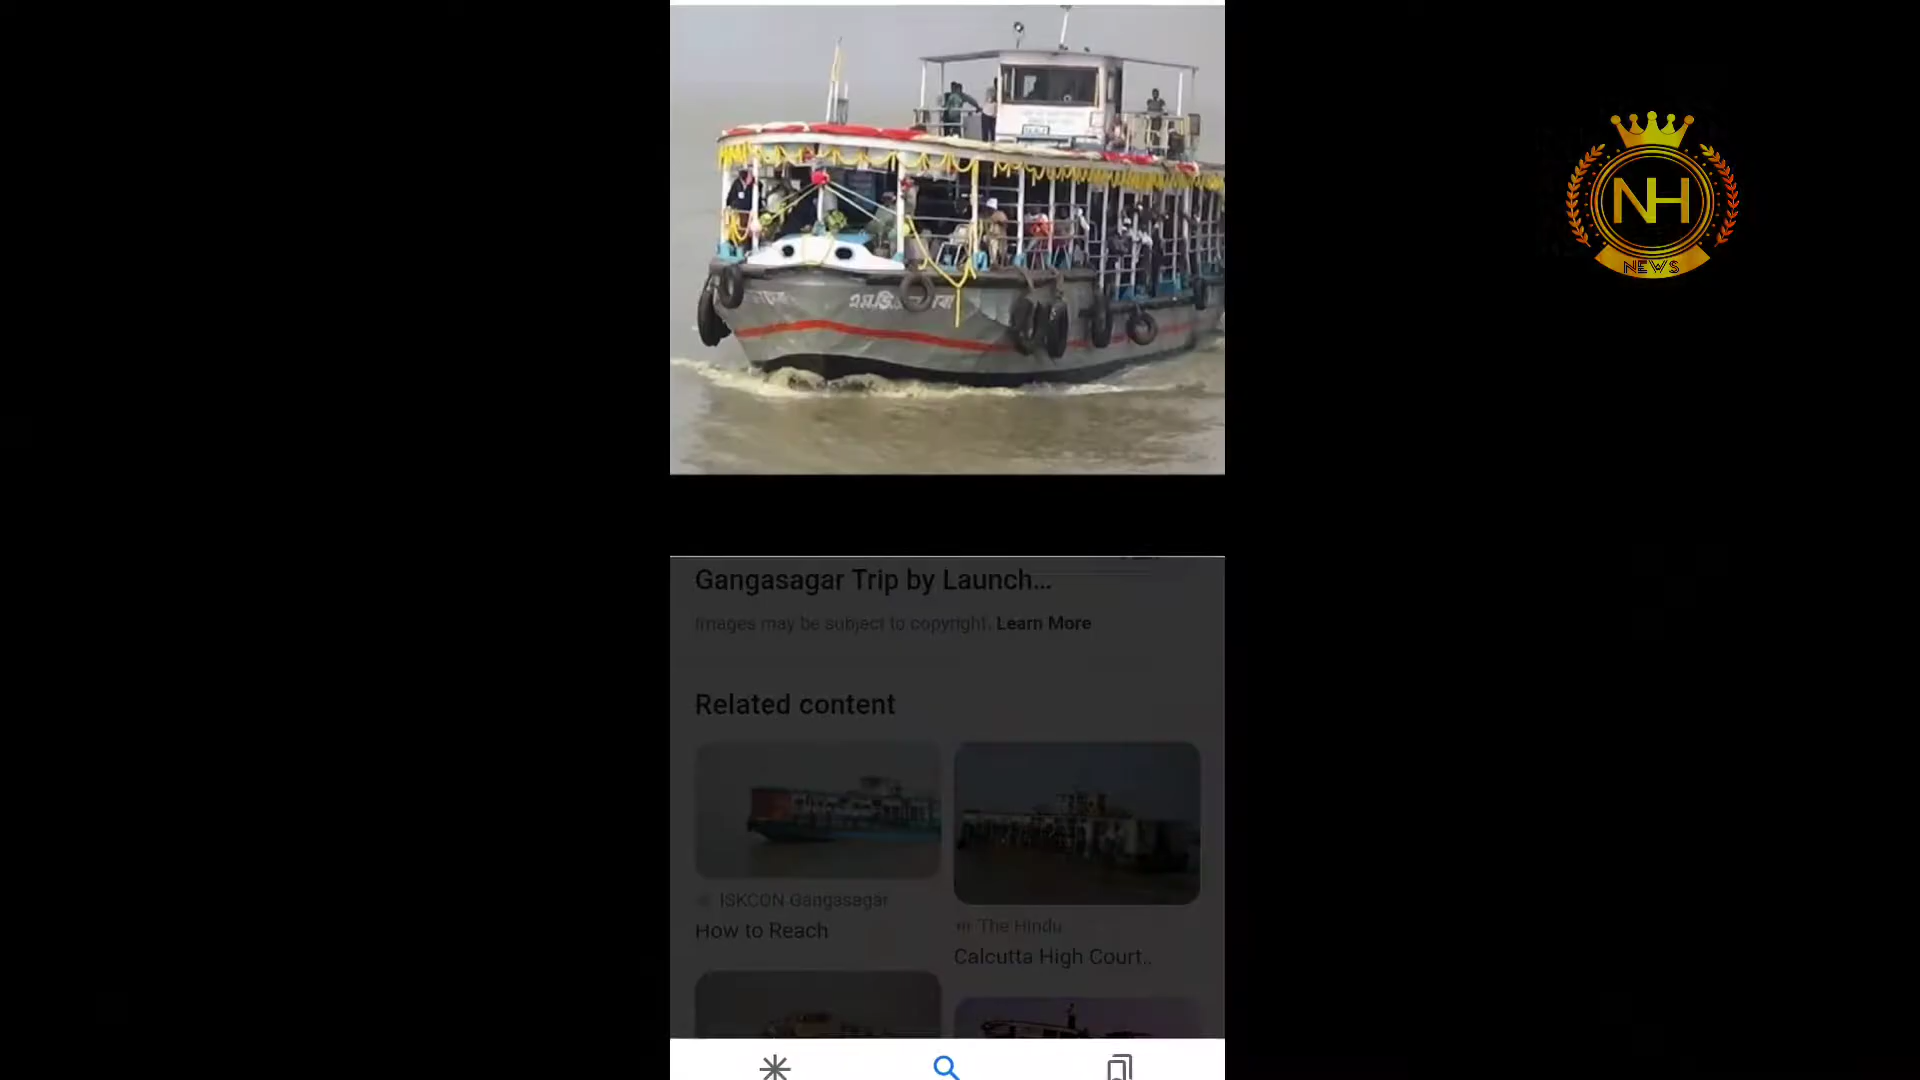 এম.ভি.
NH
NEWS
Gangasagar Trip by Launch...
Images may be subject to copyright. Learn More
Related content
ISKCON Gangasagar
How to Reach
The Hindu
Calcutta High Court..